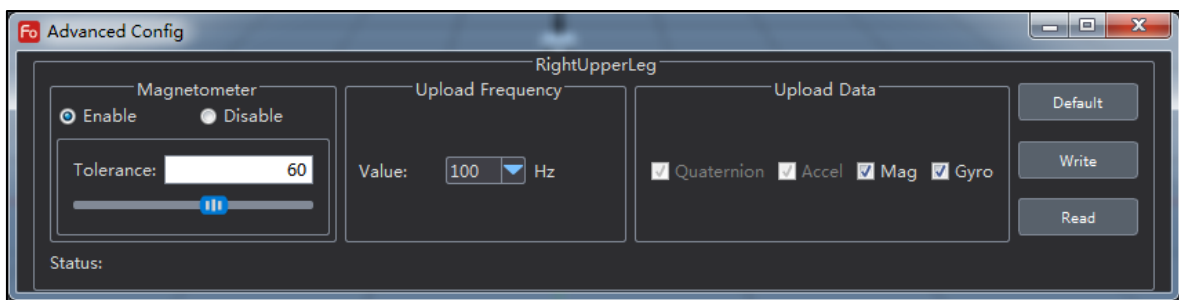 Fo Advanced Config
RightUpperLeg
Magnetometer
Enable Disable
Tolerance: 60
Upload Frequency
Value: 100 Hz
Upload Data
Quaternion Accel Mag Gyro
Default
Write
Read
Status: